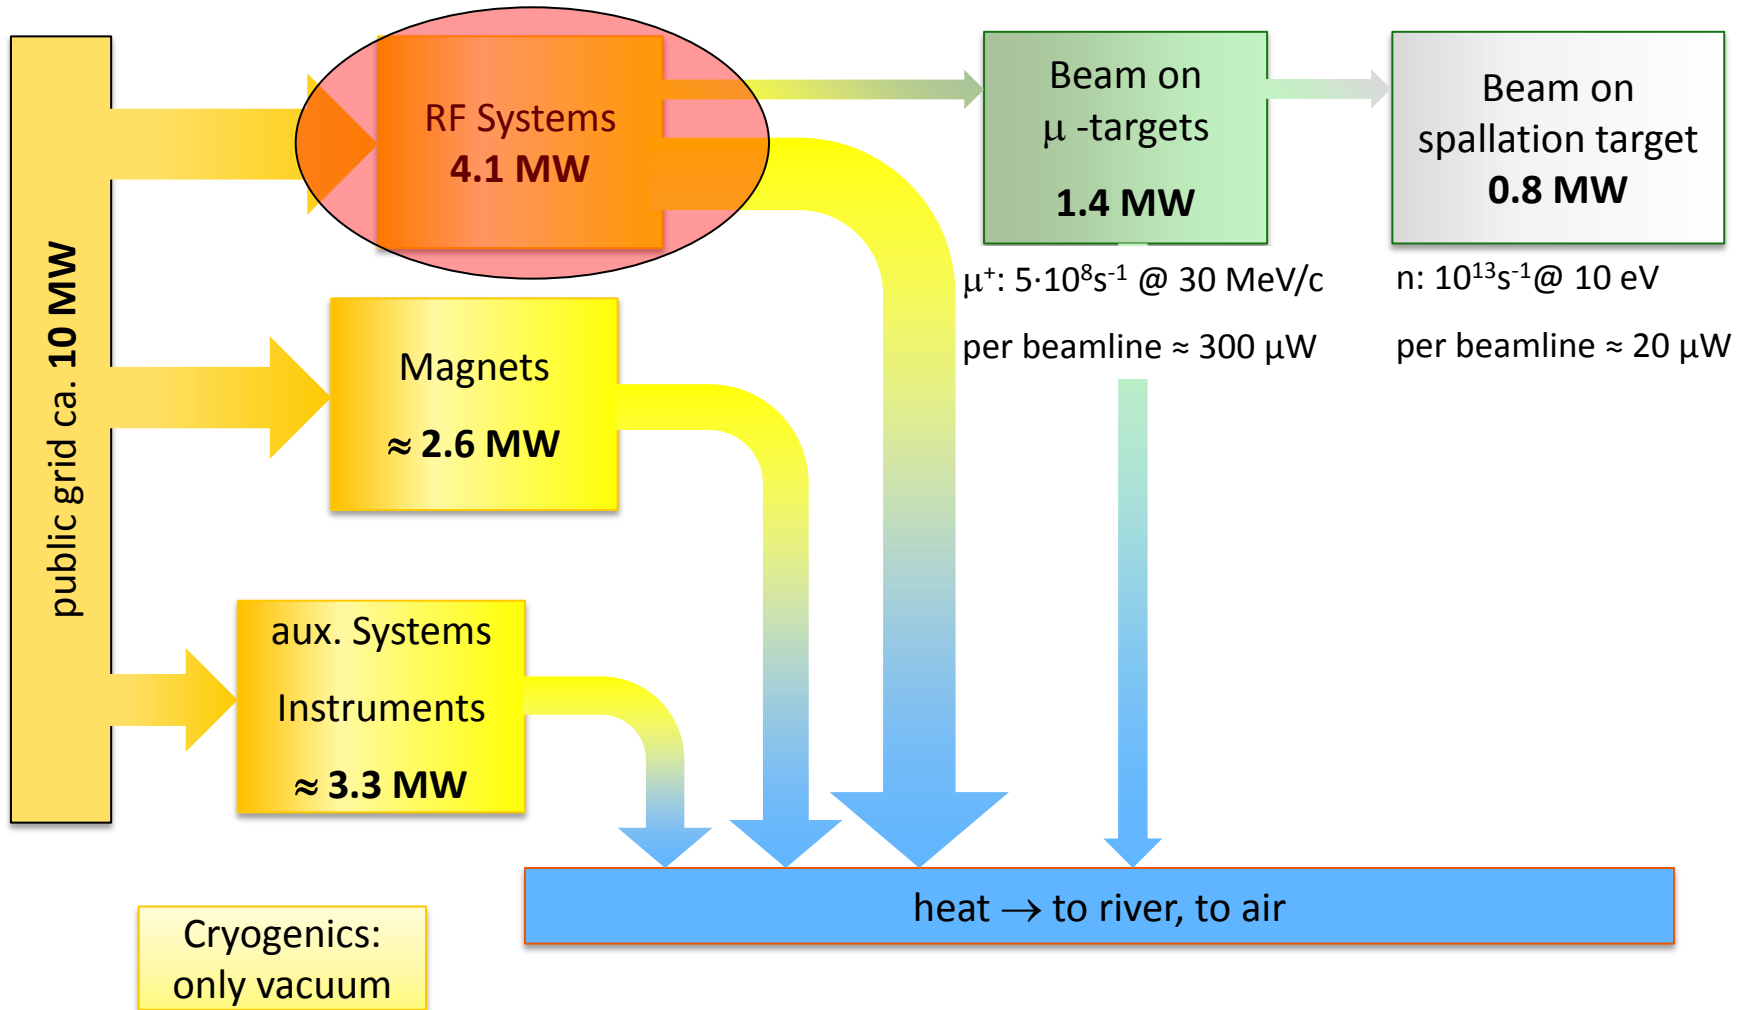 public grid ca. 10 MW
RF Systems
4.1 MW
Beam on
μ -targets
1.4 MW
Beam on
spallation target
0.8 MW
μ⁺: 5·10⁸s⁻¹ @ 30 MeV/c
per beamline ≈ 300 μW
n: 10¹³s⁻¹@ 10 eV
per beamline ≈ 20 μW
Magnets
≈ 2.6 MW
aux. Systems
Instruments
≈ 3.3 MW
heat → to river, to air
Cryogenics:
only vacuum